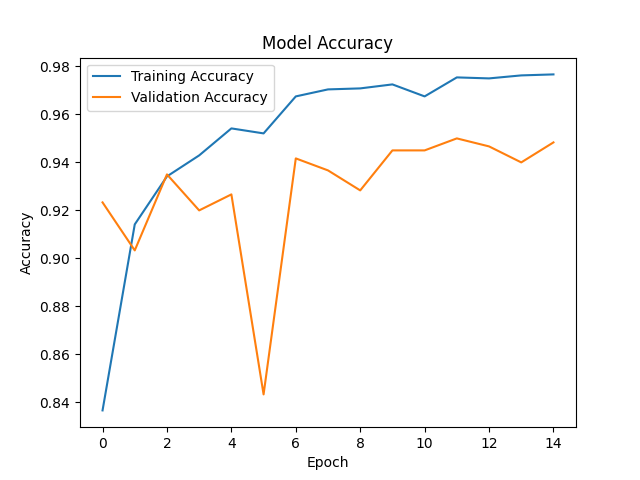 Model Accuracy
Training Accuracy
Validation Accuracy
0.98
0.96
0.94
0.92
0.90
0.88
0.86
0.84
Accuracy
0 2 4 6 8 10 12 14
Epoch